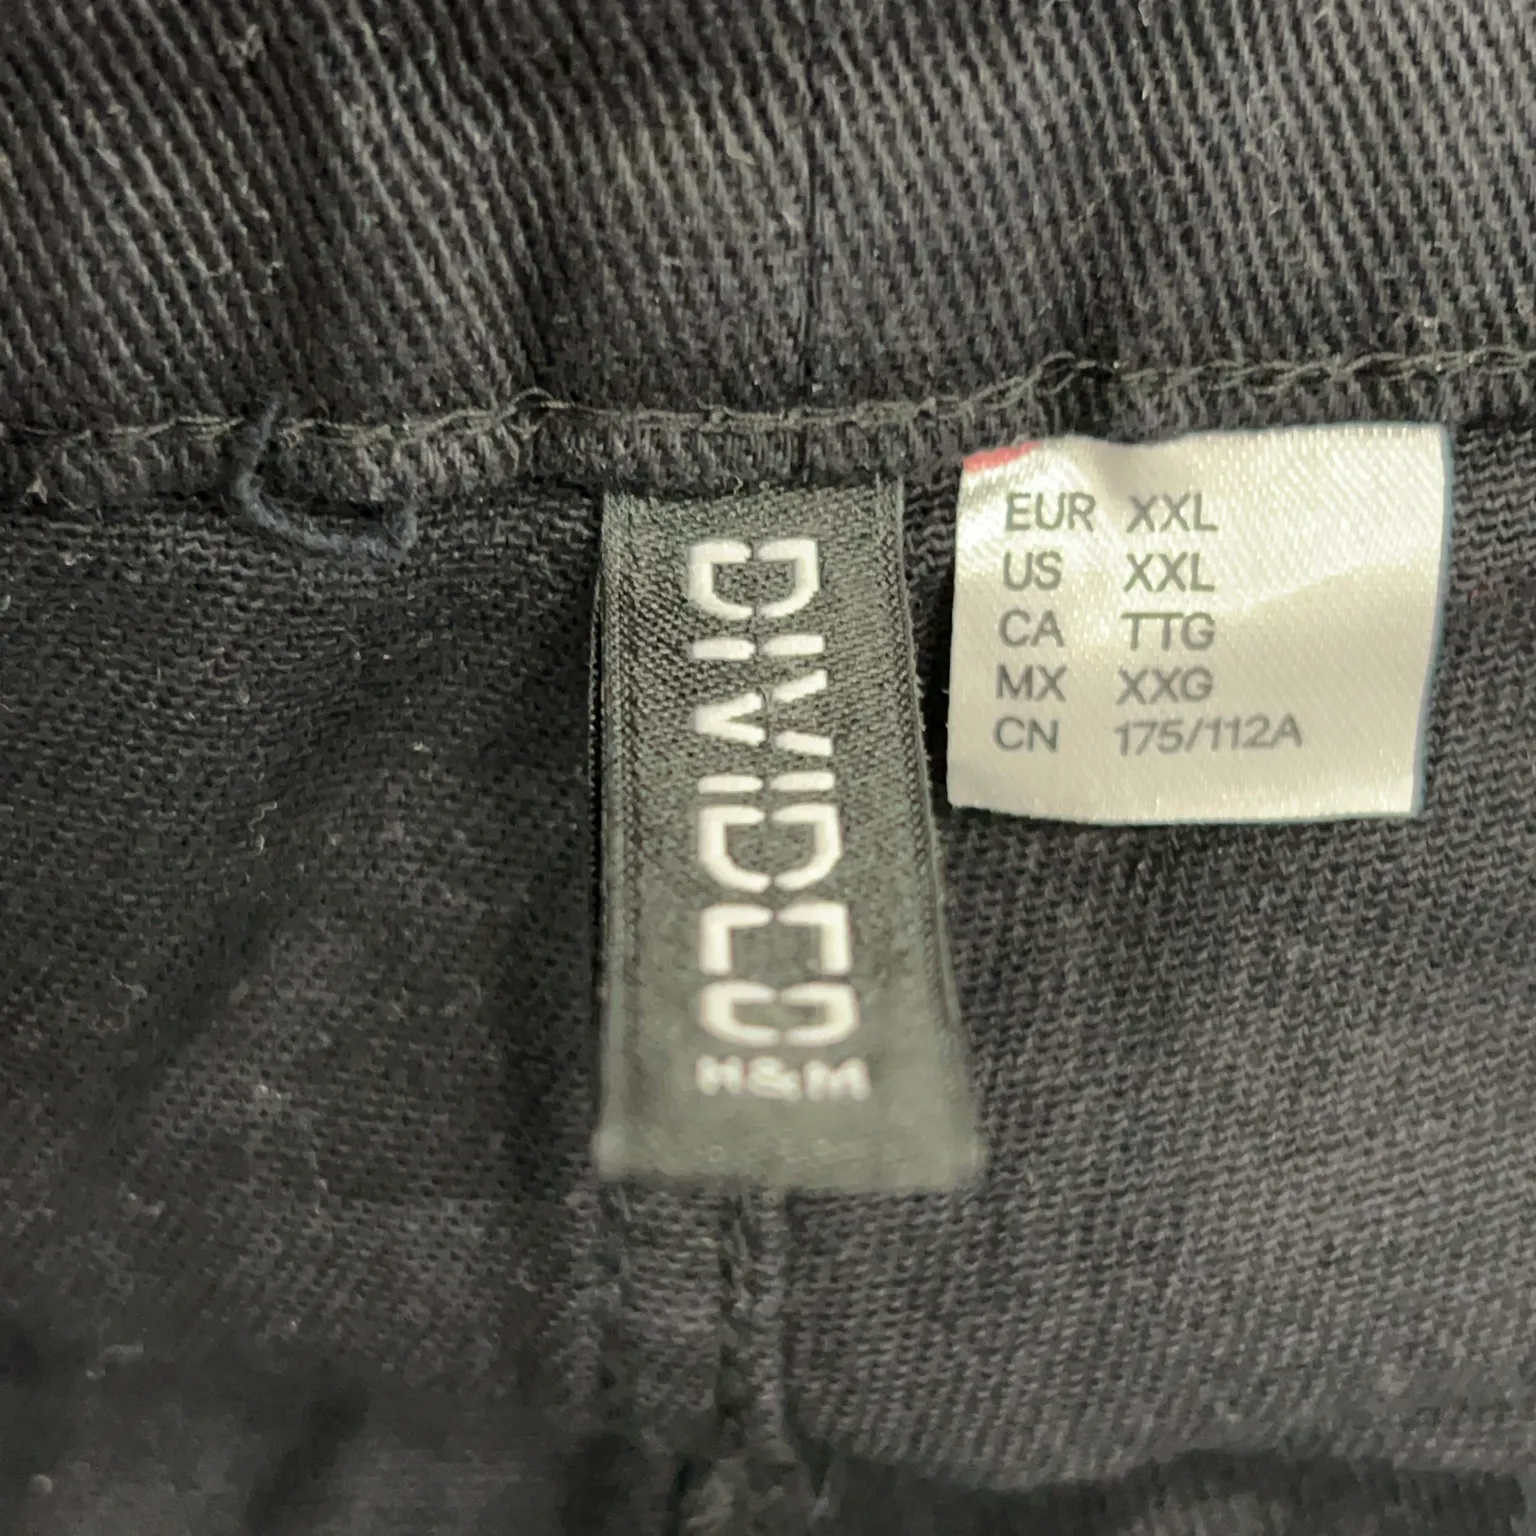 DIVIDED
H&M
EUR XXL
US XXL
CA TTG
MX XXG
CN 175/112A